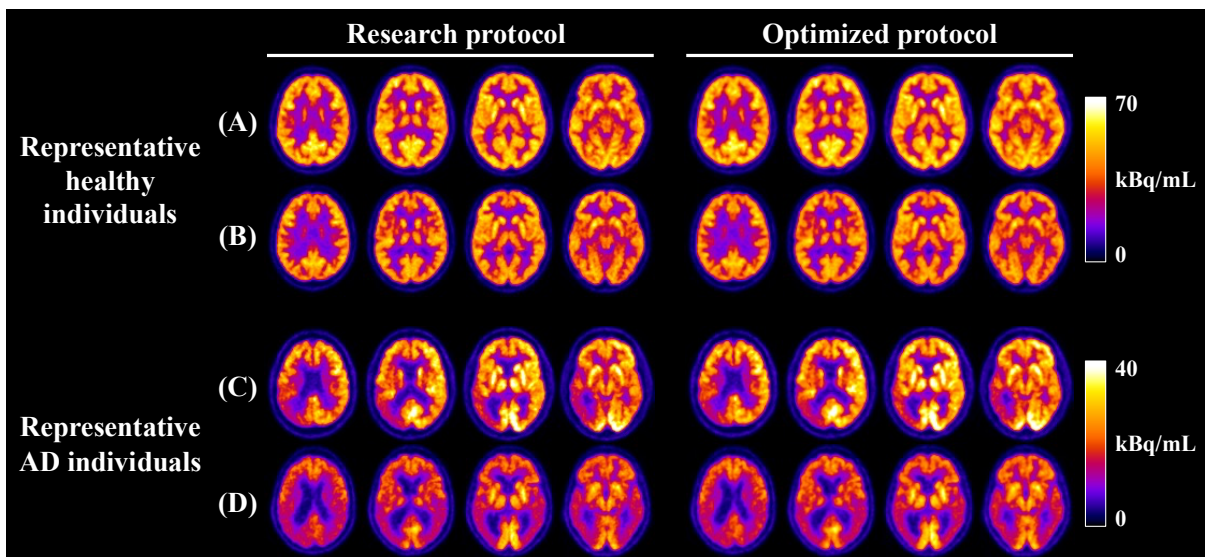 Research protocol
Optimized protocol
Representative
healthy
individuals
(A)
(B)
70
kBq/mL
0
Representative
AD individuals
(C)
(D)
40
kBq/mL
0